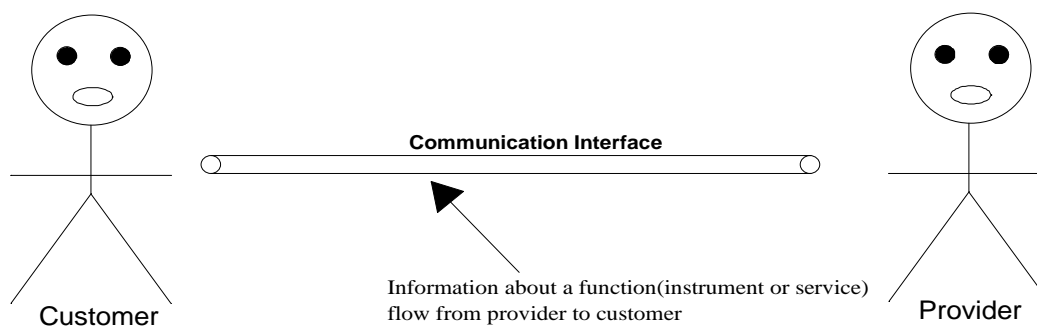 Communication Interface
Information about a function(instrument or service)
flow from provider to customer
Customer
Provider